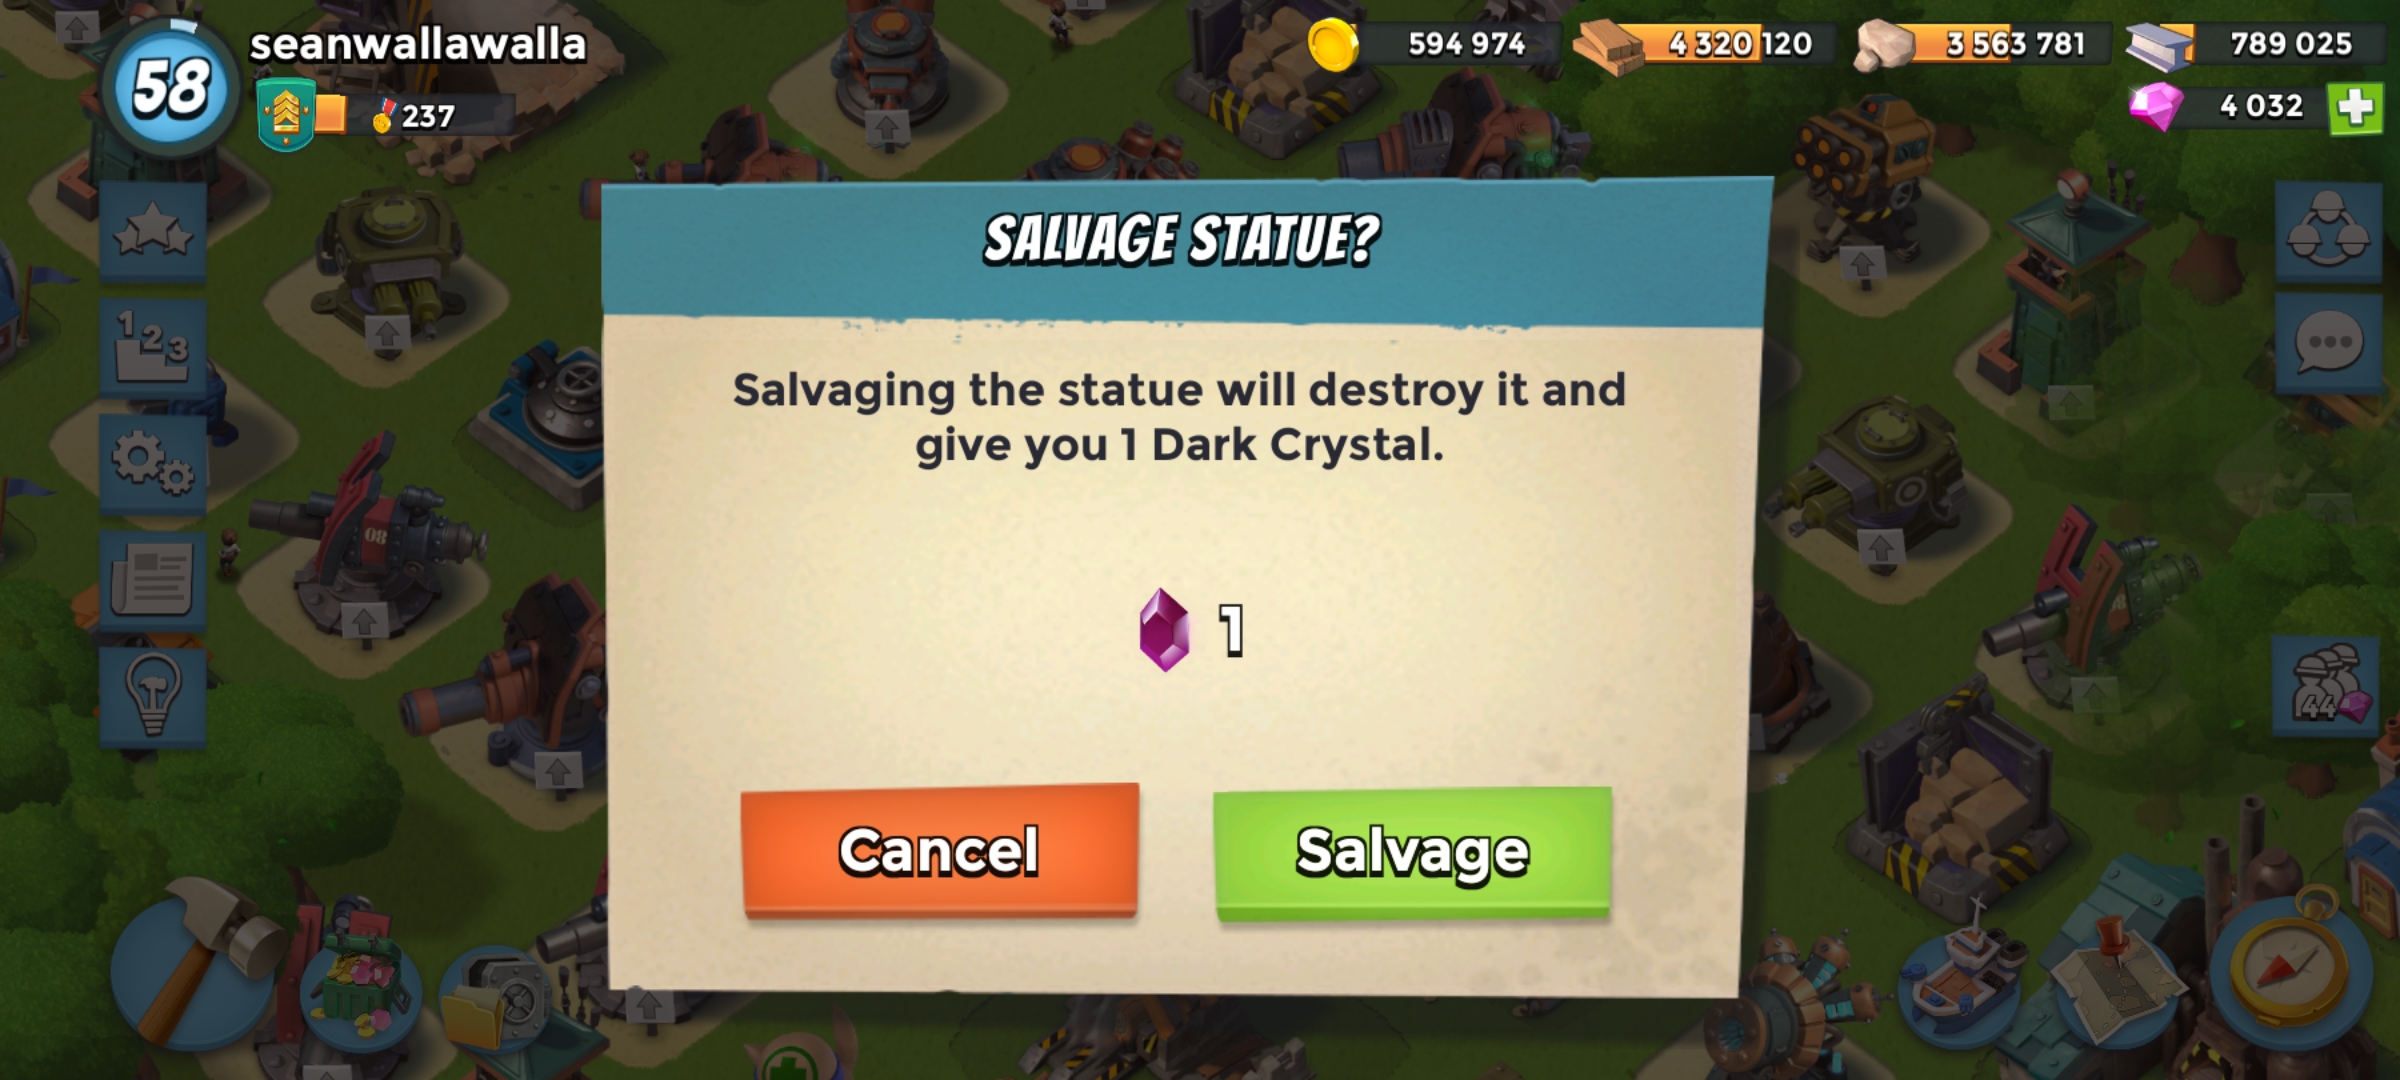 58
seanwallawalla
237
594 974
4 320 120
3 563 781
789 025
4 032
SALVAGE STATUE?
Salvaging the statue will destroy it and
give you 1 Dark Crystal.
1
Cancel
Salvage
1 2 3
08
44